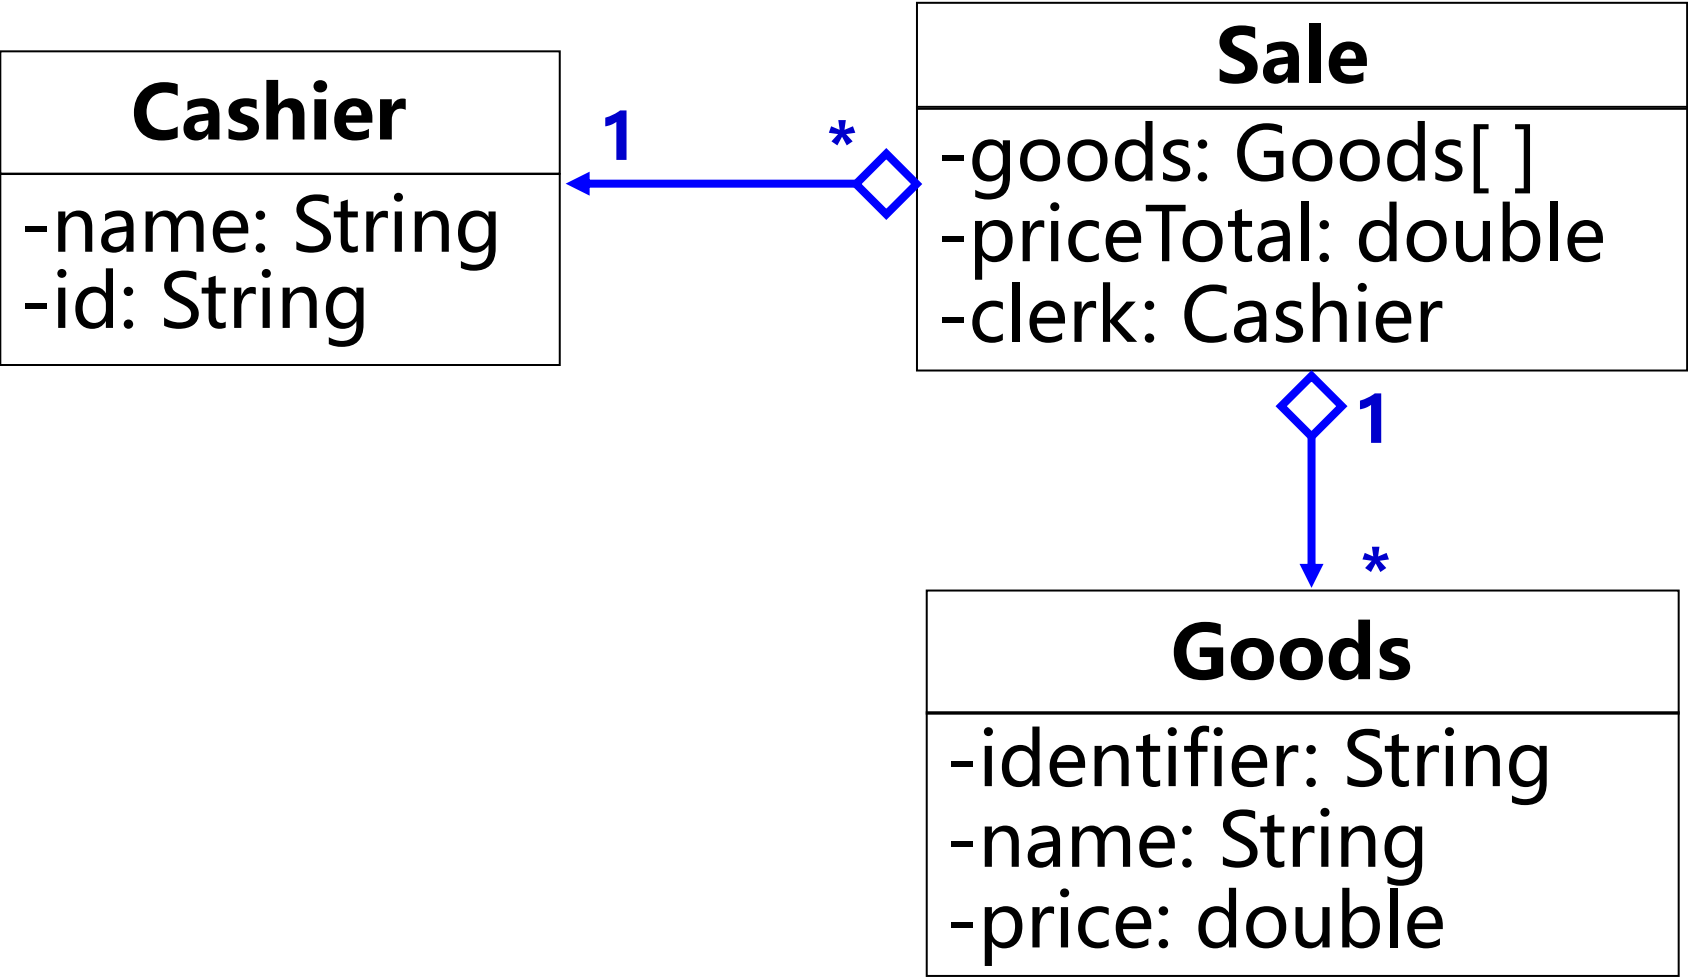 Cashier
-name: String
-id: String
1
*
Sale
-goods: Goods[ ]
-priceTotal: double
-clerk: Cashier
1
*
Goods
-identifier: String
-name: String
-price: double